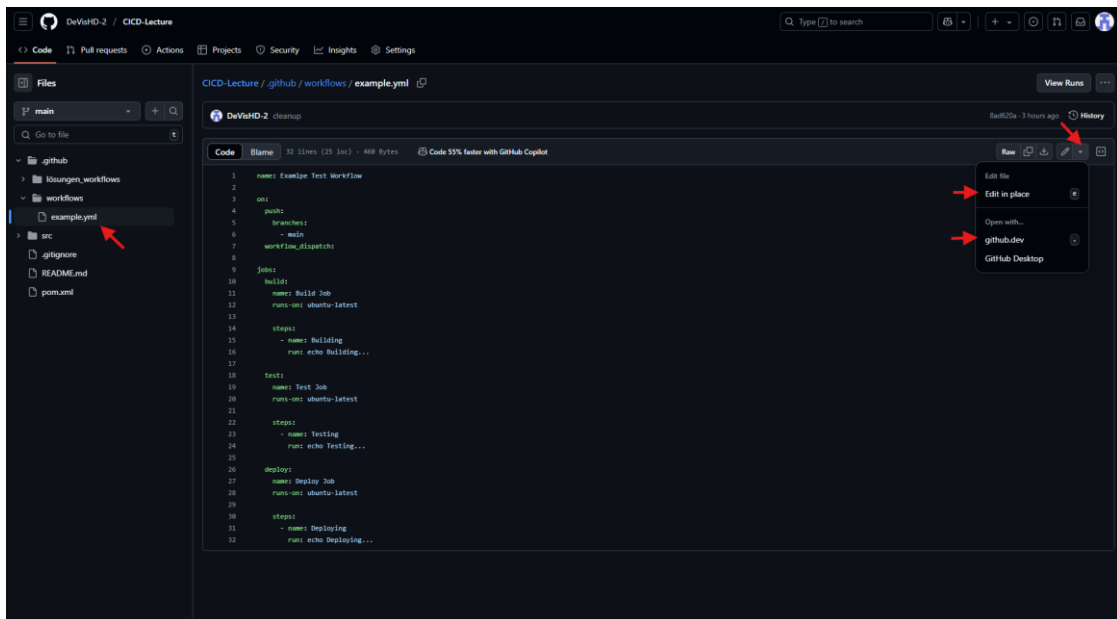 DeVisHD-2 / CICD-Lecture
Type / to search
Code Pull requests Actions Projects Security Insights Settings
Files
CICD-Lecture / .github / workflows / example.yml
View Runs
main
DeVisHD-2 cleanup
8ad620a · 3 hours ago History
Go to file t
Code Blame 32 lines (25 loc) · 460 Bytes Code 55% faster with GitHub Copilot
Raw
.github
lösungen_workflows
workflows
example.yml
src
.gitignore
README.md
pom.xml
1 name: Examlpe Test Workflow
2
3 on:
4 push:
5 branches:
6 - main
7 workflow_dispatch:
8
9 jobs:
10 build:
11 name: Build Job
12 runs-on: ubuntu-latest
13
14 steps:
15 - name: Building
16 run: echo Building...
17
18 test:
19 name: Test Job
20 runs-on: ubuntu-latest
21
22 steps:
23 - name: Testing
24 run: echo Testing...
25
26 deploy:
27 name: Deploy Job
28 runs-on: ubuntu-latest
29
30 steps:
31 - name: Deploying
32 run: echo Deploying...
Edit file
Edit in place e
Open with...
github.dev .
GitHub Desktop